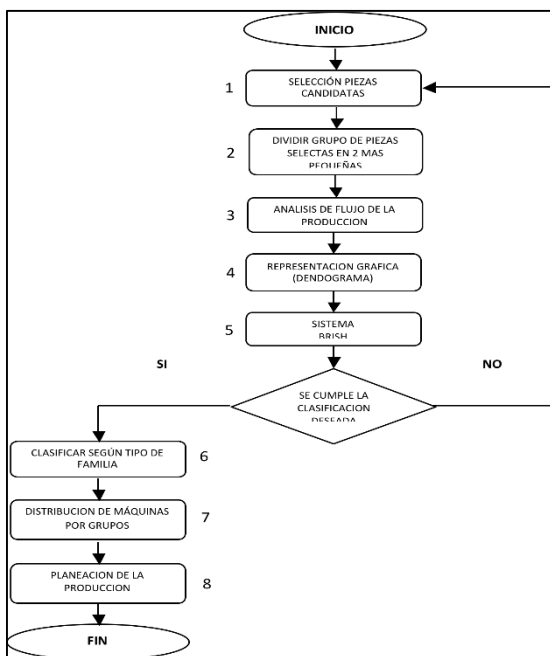 INICIO
1
SELECCIÓN PIEZAS
CANDIDATAS
2
DIVIDIR GRUPO DE PIEZAS
SELECTAS EN 2 MAS
PEQUEÑAS
3
ANALISIS DE FLUJO DE LA
PRODUCCION
4
REPRESENTACION GRAFICA
(DENDOGRAMA)
5
SISTEMA
BRISH
SI
NO
SE CUMPLE LA
CLASIFICACION
DESEADA
CLASIFICAR SEGÚN TIPO DE
FAMILIA
6
DISTRIBUCION DE MÁQUINAS
POR GRUPOS
7
PLANEACION DE LA
PRODUCCION
8
FIN